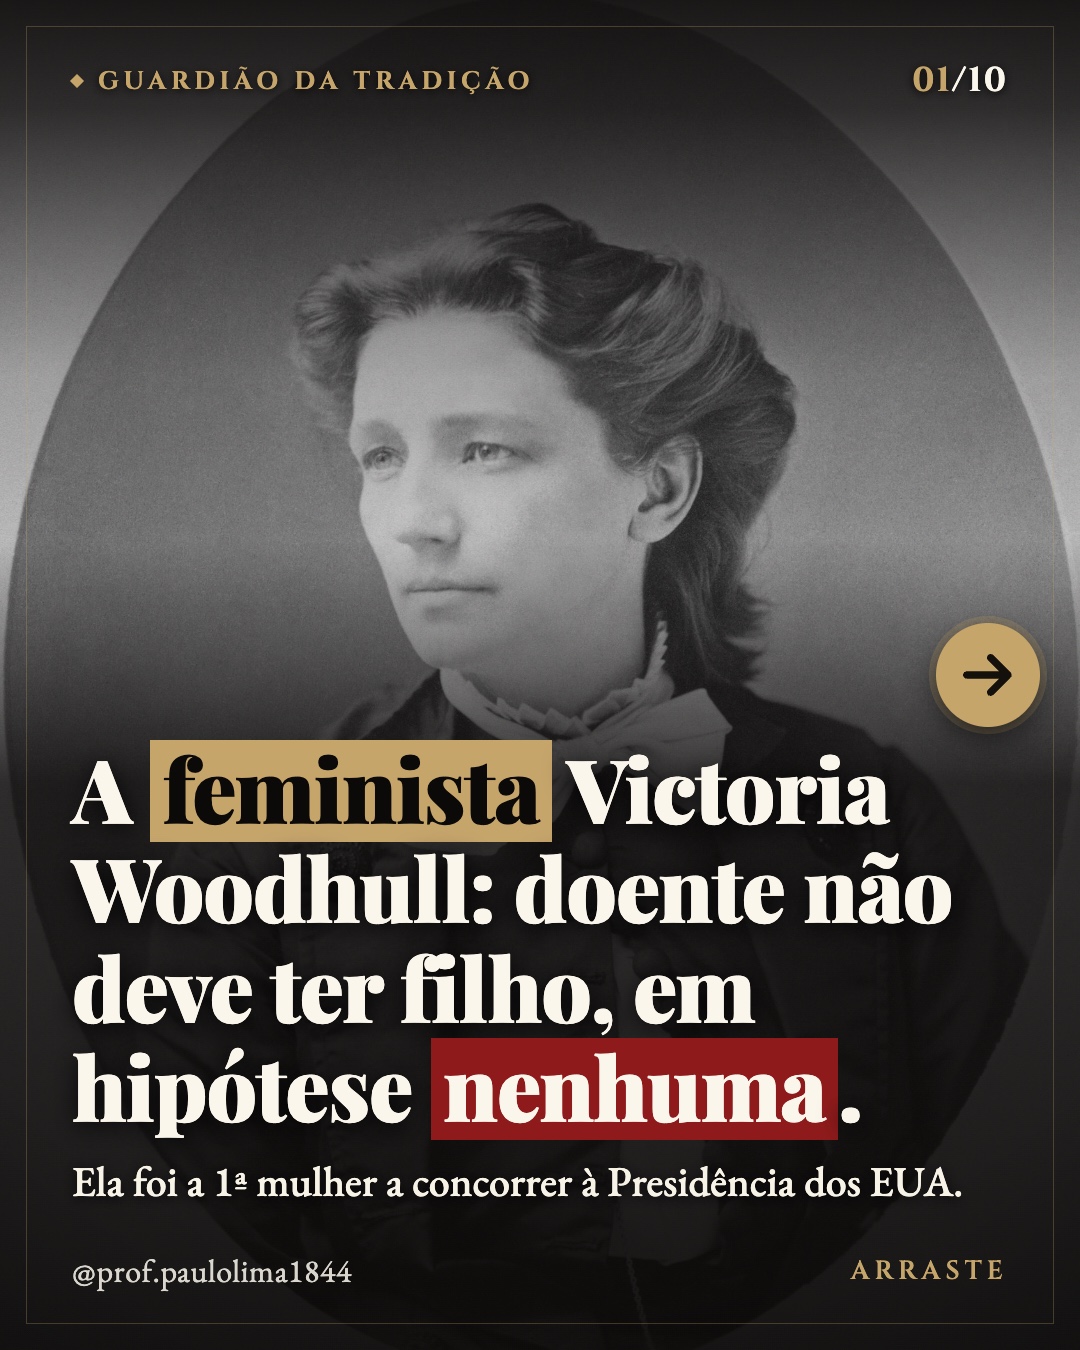 GUARDIÃO DA TRADIÇÃO
01/10
A feminista Victoria
Woodhull: doente não
deve ter filho, em
hipótese nenhuma.
Ela foi a 1ª mulher a concorrer à Presidência dos EUA.
@prof.paulolima1844
ARRASTE